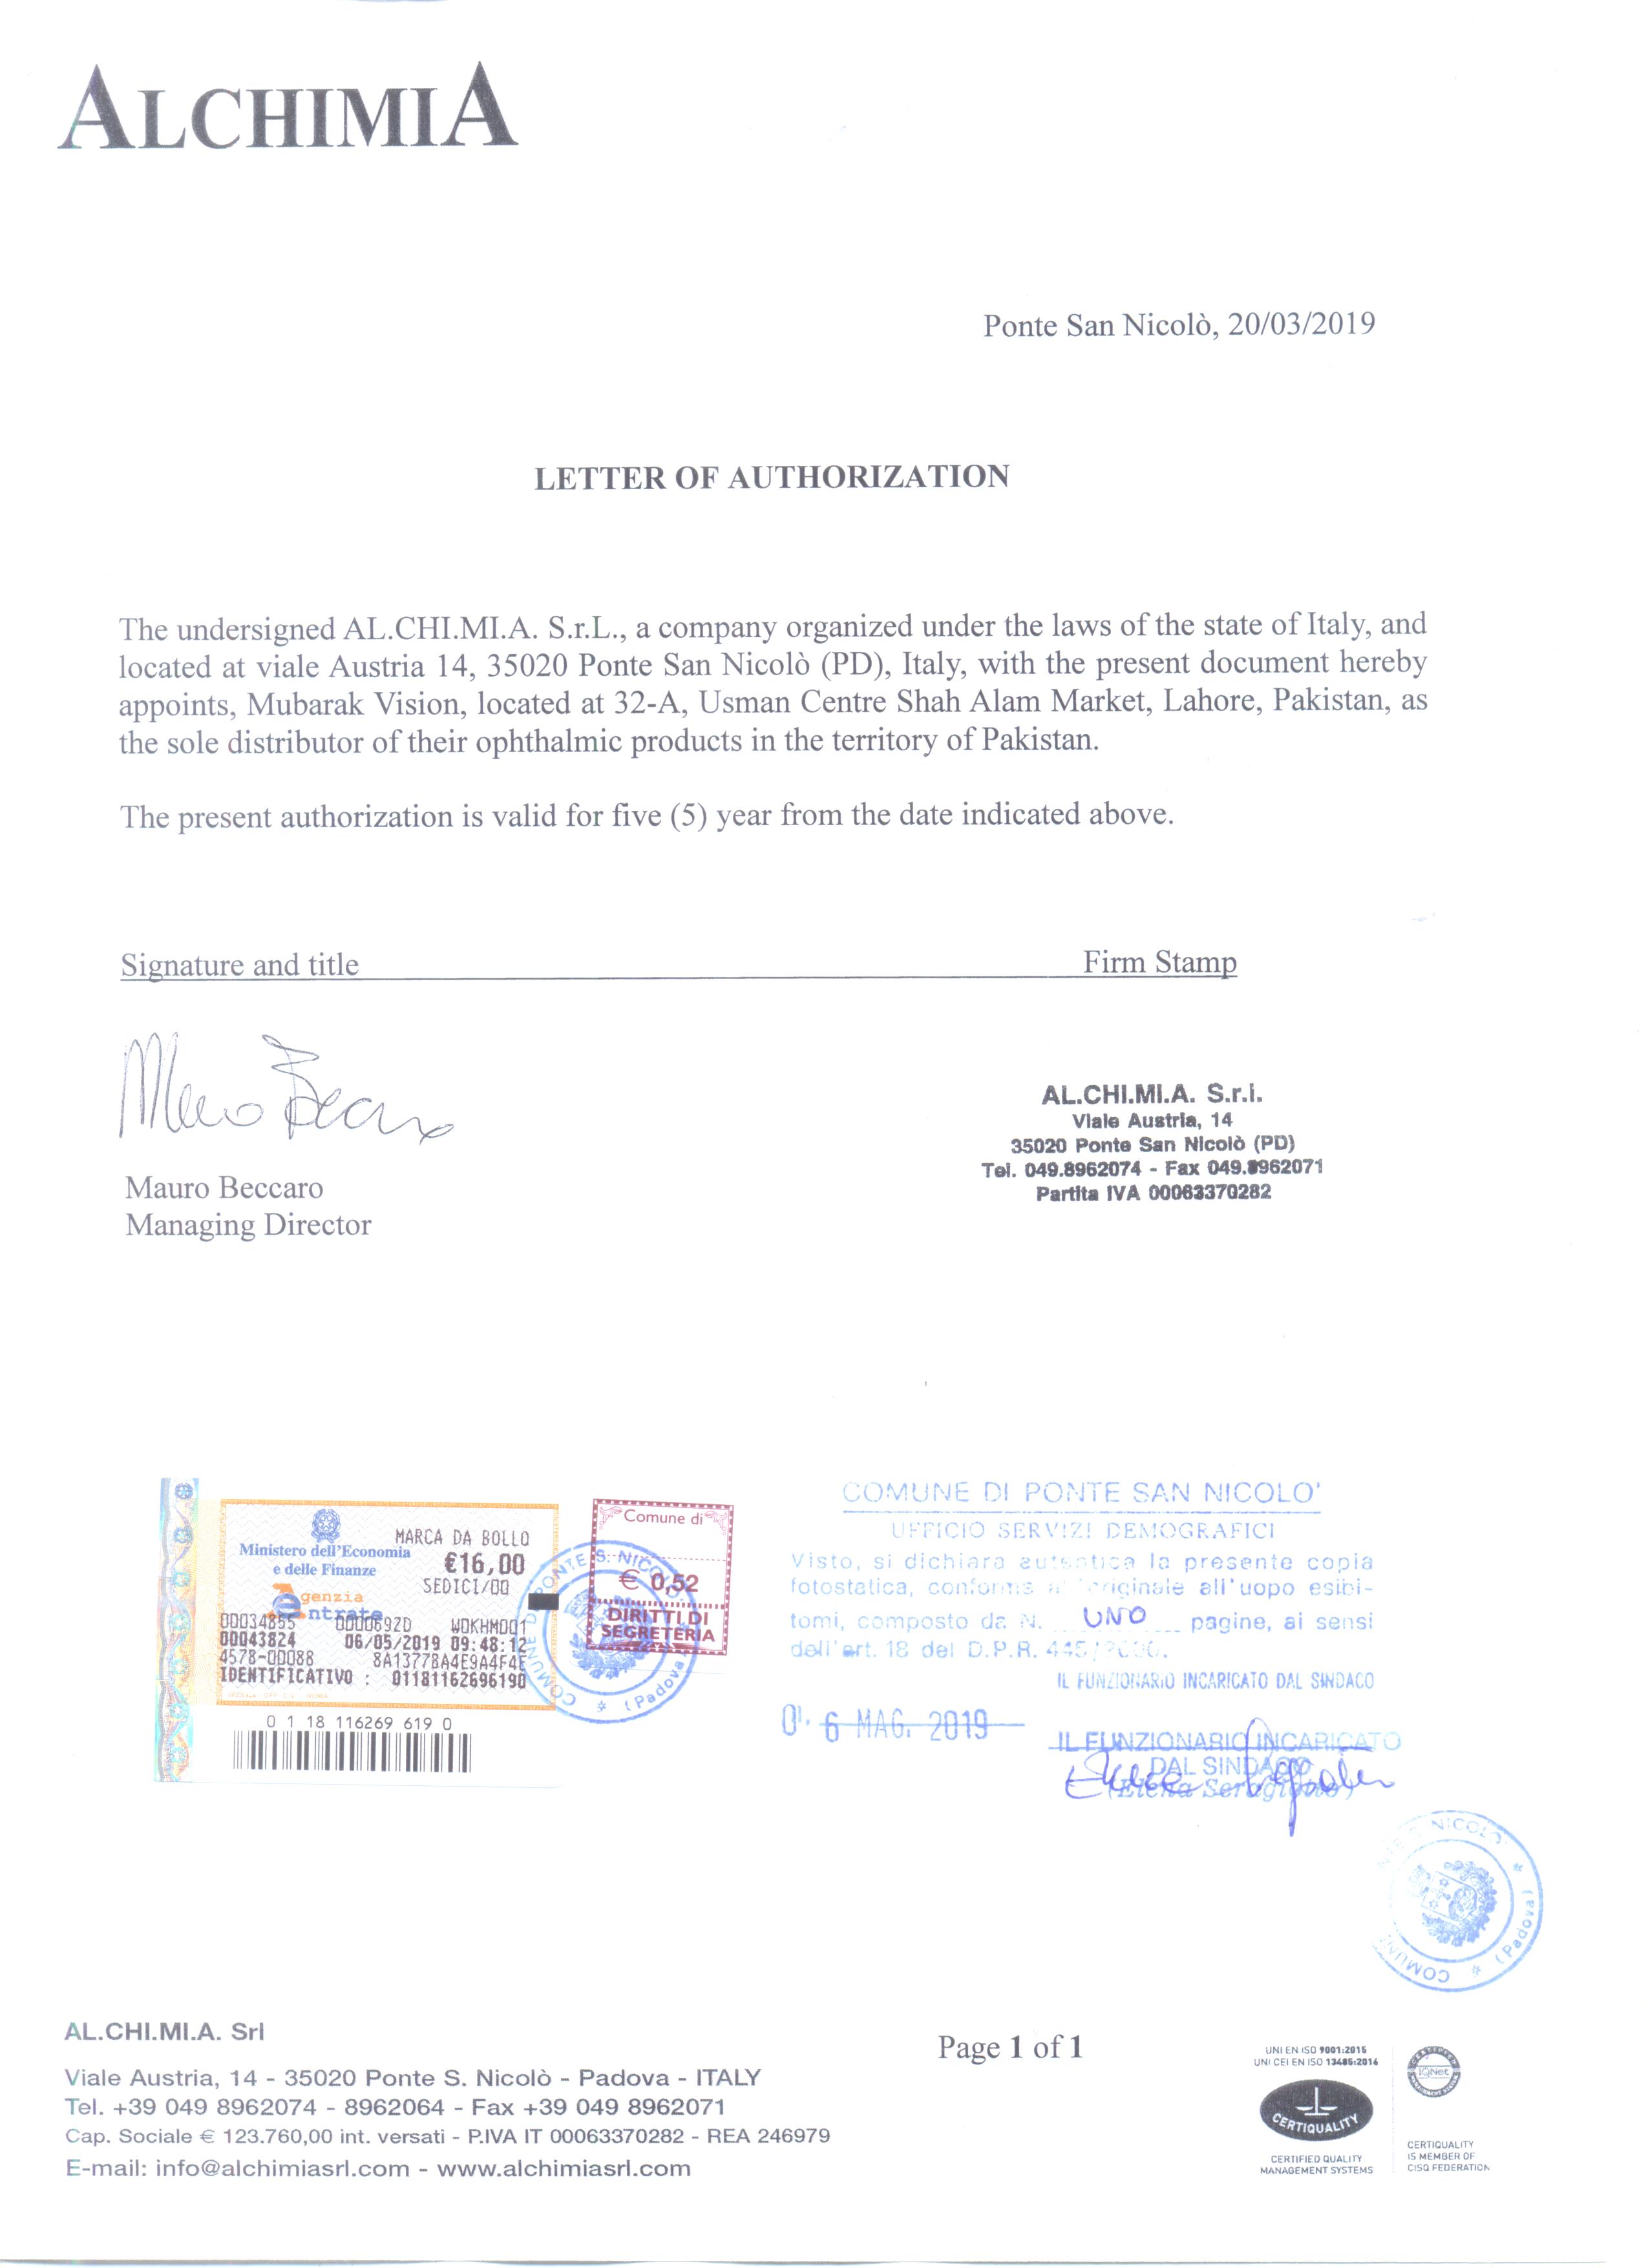 ALCHIMIA
Ponte San Nicolò, 20/03/2019
LETTER OF AUTHORIZATION
The undersigned AL.CHI.MI.A. S.r.L., a company organized under the laws of the state of Italy, and
located at viale Austria 14, 35020 Ponte San Nicolò (PD), Italy, with the present document hereby
appoints, Mubarak Vision, located at 32-A, Usman Centre Shah Alam Market, Lahore, Pakistan, as
the sole distributor of their ophthalmic products in the territory of Pakistan.
The present authorization is valid for five (5) year from the date indicated above.
Signature and title Firm Stamp
Mauro Beccaro
Managing Director
AL.CHI.MI.A. S.r.l.
Viale Austria, 14
35020 Ponte San Nicolò (PD)
Tel. 049.8962074 - Fax 049.8962071
Partita IVA 00063370282
MARCA DA BOLLO
Ministero dell'Economia
e delle Finanze
€16,00
SEDICI/00
Agenzia
Entrate
00034855 W0KHM001
00043824 06/05/2019 09:48:12
4578-00088 8A13778A4E9A4F4E
IDENTIFICATIVO : 01181162696190
0 1 18 116269 619 0
Comune di
€ 0,52
DIRITTI DI
SEGRETERIA
COMUNE DI PONTE S. NICOLO' * (Padova)
COMUNE DI PONTE SAN NICOLO'
UFFICIO SERVIZI DEMOGRAFICI
Visto, si dichiara autentica la presente copia
fotostatica, conforme all'originale all'uopo esibi-
tomi, composto da N. UNO pagine, ai sensi
dell'art. 18 del D.P.R. 445/2000.
IL FUNZIONARIO INCARICATO DAL SINDACO
6 MAG. 2019
IL FUNZIONARIO INCARICATO
DAL SINDACO
NICOLO' * (Padova) * COMUNE
AL.CHI.MI.A. Srl
Viale Austria, 14 - 35020 Ponte S. Nicolò - Padova - ITALY
Tel. +39 049 8962074 - 8962064 - Fax +39 049 8962071
Cap. Sociale € 123.760,00 int. versati - P.IVA IT 00063370282 - REA 246979
E-mail: info@alchimiasrl.com - www.alchimiasrl.com
Page 1 of 1
UNI EN ISO 9001:2015
UNI CEI EN ISO 13485:2016
CERTIQUALITY
CERTIFIED QUALITY
MANAGEMENT SYSTEMS
IQNet
CERTIQUALITY
IS MEMBER OF
CISQ FEDERATION